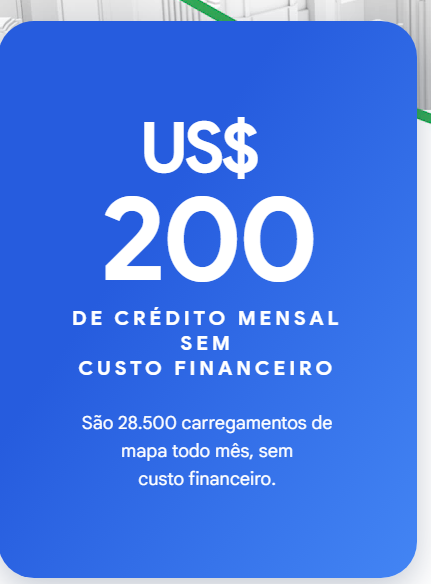 US$
200
DE CRÉDITO MENSAL
SEM
CUSTO FINANCEIRO
São 28.500 carregamentos de
mapa todo mês, sem
custo financeiro.